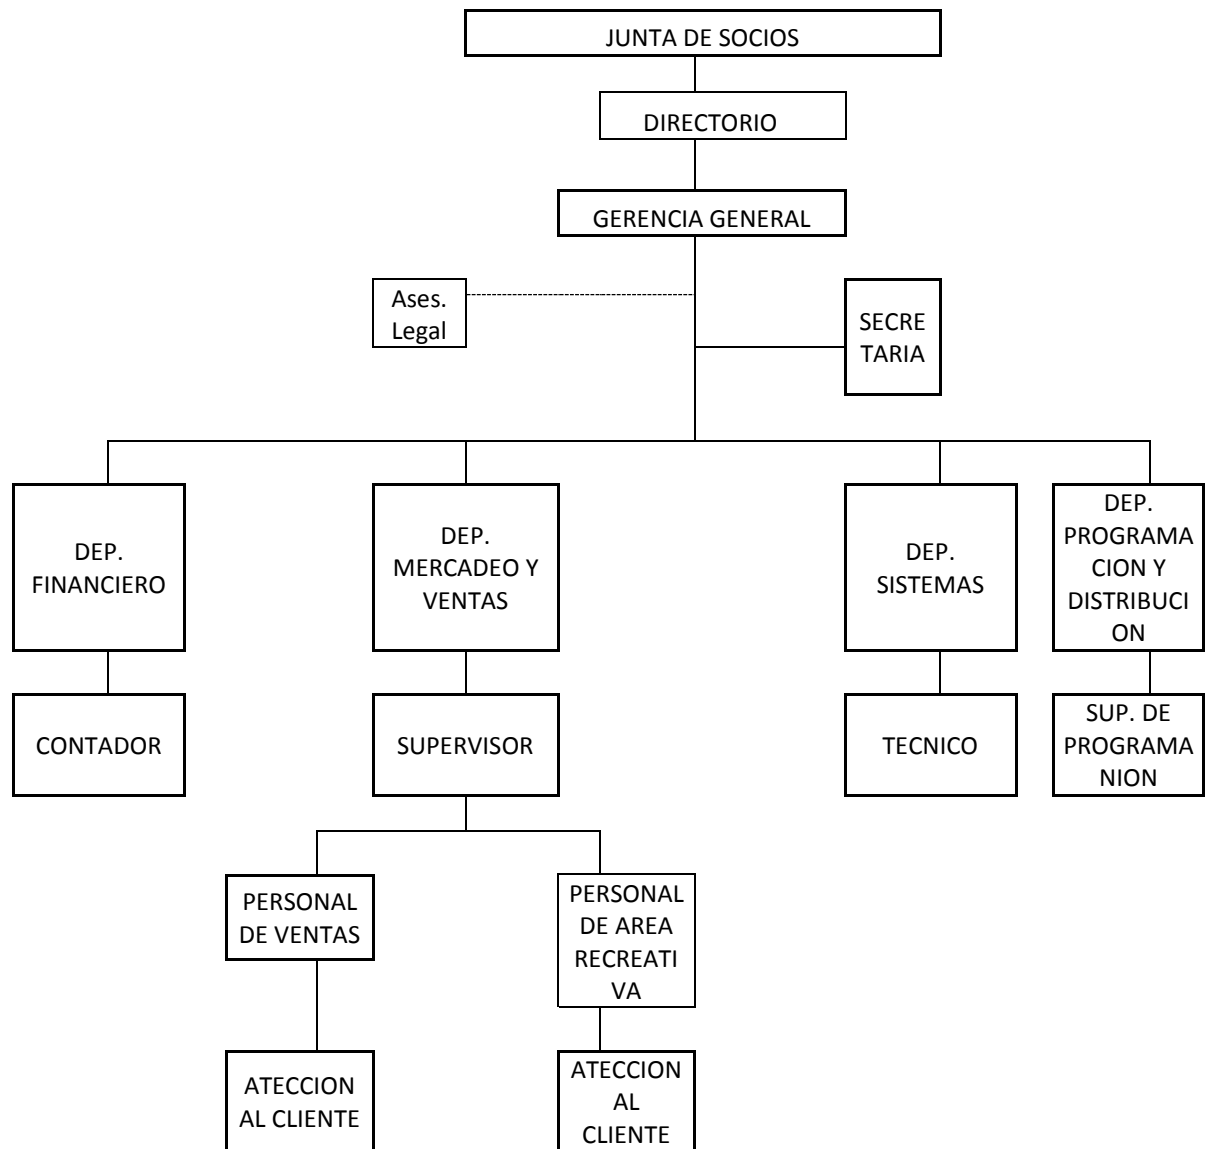 JUNTA DE SOCIOS
DIRECTORIO
GERENCIA GENERAL
Ases.
Legal
SECRE
TARIA
DEP.
FINANCIERO
DEP.
MERCADEO Y
VENTAS
DEP.
SISTEMAS
DEP.
PROGRAMA
CION Y
DISTRIBUCI
ON
CONTADOR
SUPERVISOR
TECNICO
SUP. DE
PROGRAMA
NION
PERSONAL
DE VENTAS
PERSONAL
DE AREA
RECREATI
VA
ATECCION
AL CLIENTE
ATECCION
AL
CLIENTE